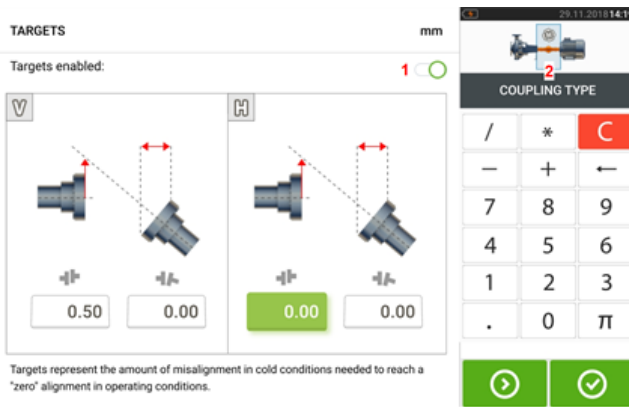 TARGETS mm
Targets enabled: 1
V H
0.50 0.00 0.00 0.00
Targets represent the amount of misalignment in cold conditions needed to reach a
"zero" alignment in operating conditions.
29.11.2018 14:19
2
COUPLING TYPE
/ * C
− + ←
7 8 9
4 5 6
1 2 3
. 0 π